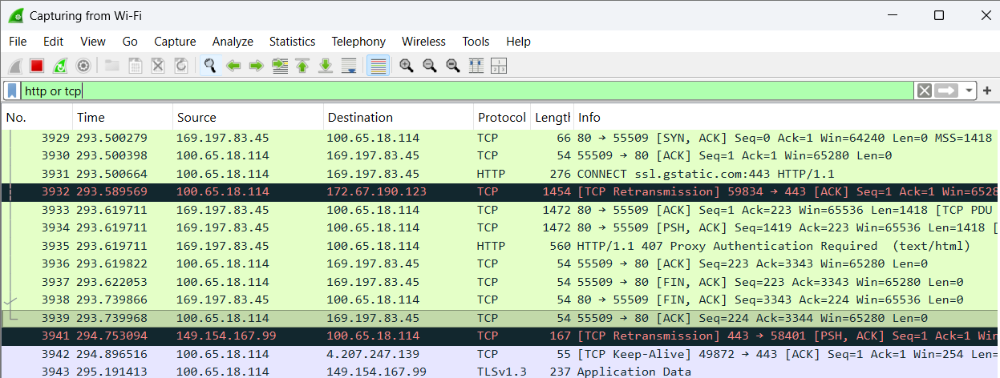 Capturing from Wi-Fi
File Edit View Go Capture Analyze Statistics Telephony Wireless Tools Help
http or tcp
No. Time Source Destination Protocol Length Info
3929 293.500279 169.197.83.45 100.65.18.114 TCP 66 80 → 55509 [SYN, ACK] Seq=0 Ack=1 Win=64240 Len=0 MSS=1418
3930 293.500398 100.65.18.114 169.197.83.45 TCP 54 55509 → 80 [ACK] Seq=1 Ack=1 Win=65280 Len=0
3931 293.500664 100.65.18.114 169.197.83.45 HTTP 276 CONNECT ssl.gstatic.com:443 HTTP/1.1
3932 293.589569 100.65.18.114 172.67.190.123 TCP 1454 [TCP Retransmission] 59834 → 443 [ACK] Seq=1 Ack=1 Win=6528
3933 293.619711 169.197.83.45 100.65.18.114 TCP 1472 80 → 55509 [ACK] Seq=1 Ack=223 Win=65536 Len=1418 [TCP PDU
3934 293.619711 169.197.83.45 100.65.18.114 TCP 1472 80 → 55509 [PSH, ACK] Seq=1419 Ack=223 Win=65536 Len=1418 [
3935 293.619711 169.197.83.45 100.65.18.114 HTTP 560 HTTP/1.1 407 Proxy Authentication Required (text/html)
3936 293.619822 100.65.18.114 169.197.83.45 TCP 54 55509 → 80 [ACK] Seq=223 Ack=3343 Win=65280 Len=0
3937 293.622053 100.65.18.114 169.197.83.45 TCP 54 55509 → 80 [FIN, ACK] Seq=223 Ack=3343 Win=65280 Len=0
3938 293.739866 169.197.83.45 100.65.18.114 TCP 54 80 → 55509 [FIN, ACK] Seq=3343 Ack=224 Win=65536 Len=0
3939 293.739968 100.65.18.114 169.197.83.45 TCP 54 55509 → 80 [ACK] Seq=224 Ack=3344 Win=65280 Len=0
3941 294.753094 149.154.167.99 100.65.18.114 TCP 167 [TCP Retransmission] 443 → 58401 [PSH, ACK] Seq=1 Ack=1 Win
3942 294.896516 100.65.18.114 4.207.247.139 TCP 55 [TCP Keep-Alive] 49872 → 443 [ACK] Seq=1 Ack=1 Win=254 Len=
3943 295.191413 100.65.18.114 149.154.167.99 TLSv1.3 237 Application Data